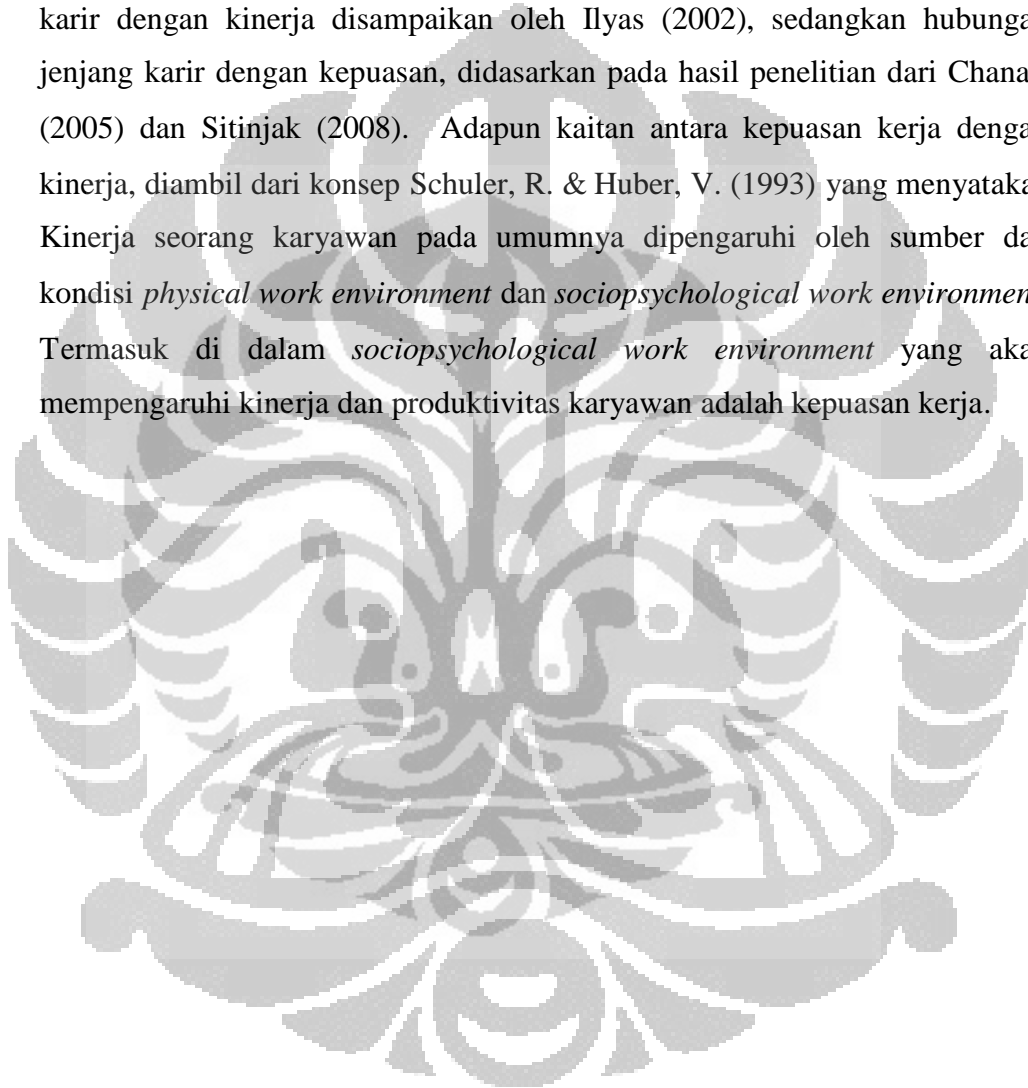 karir dengan kinerja disampaikan oleh Ilyas (2002), sedangkan hubunga
jenjang karir dengan kepuasan, didasarkan pada hasil penelitian dari Chana
(2005) dan Sitinjak (2008). Adapun kaitan antara kepuasan kerja denga
kinerja, diambil dari konsep Schuler, R. & Huber, V. (1993) yang menyataka
Kinerja seorang karyawan pada umumnya dipengaruhi oleh sumber da
kondisi physical work environment dan sociopsychological work environmen
Termasuk di dalam sociopsychological work environment yang aka
mempengaruhi kinerja dan produktivitas karyawan adalah kepuasan kerja.